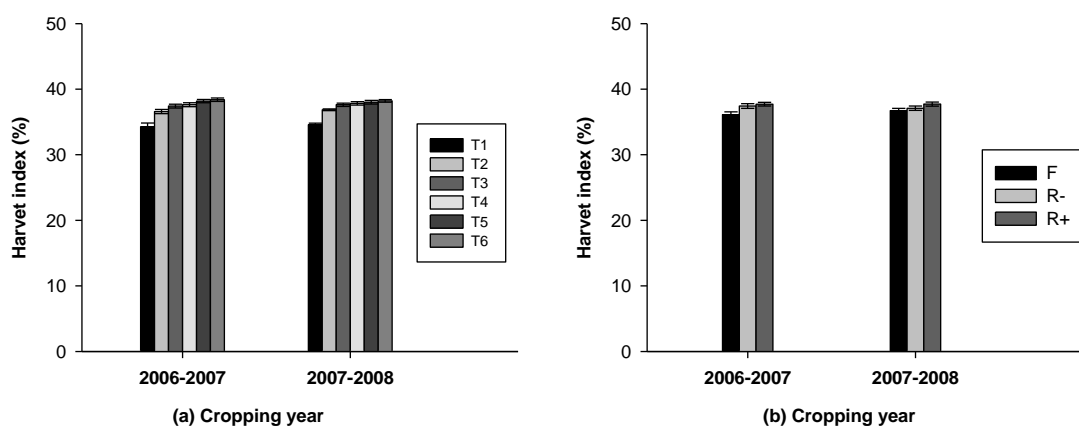 Harvet index (%)
50
40
30
20
10
0
T1
T2
T3
T4
T5
T6
2006-2007
2007-2008
(a) Cropping year
Harvet index (%)
50
40
30
20
10
0
F
R-
R+
2006-2007
2007-2008
(b) Cropping year